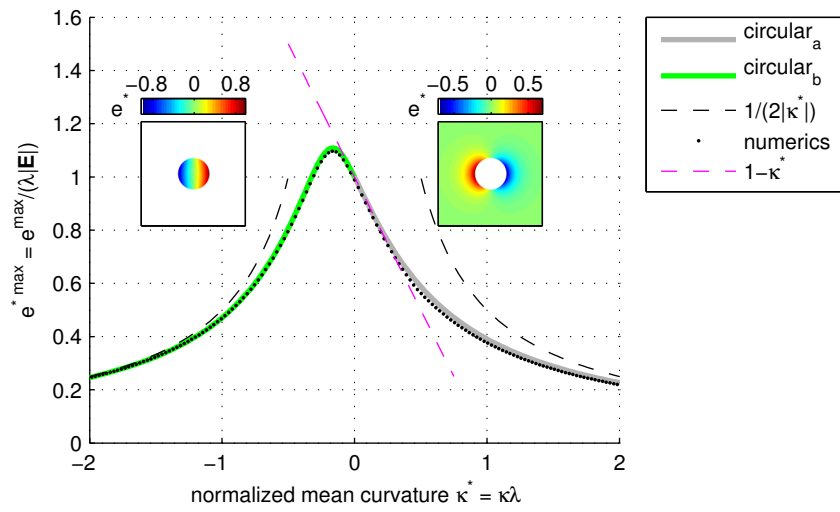 1.6
1.4
1.2
1
0.8
0.6
0.4
0.2
0
e* max = e^max/(λ|E|)
−2
−1
0
1
2
normalized mean curvature κ* = κλ
−0.8 0 0.8
e*
−0.5 0 0.5
e*
circular_a
circular_b
1/(2|κ*|)
numerics
1−κ*